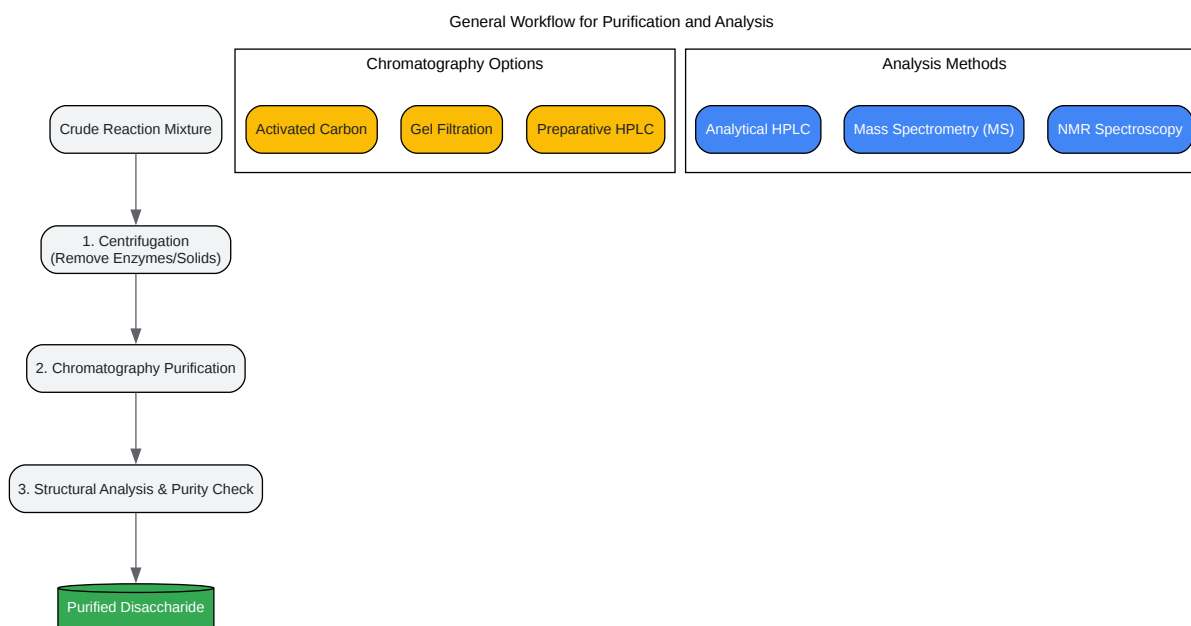 General Workflow for Purification and Analysis
Chromatography Options
Analysis Methods
Crude Reaction Mixture
Activated Carbon
Gel Filtration
Preparative HPLC
Analytical HPLC
Mass Spectrometry (MS)
NMR Spectroscopy
1. Centrifugation
(Remove Enzymes/Solids)
2. Chromatography Purification
3. Structural Analysis & Purity Check
Purified Disaccharide